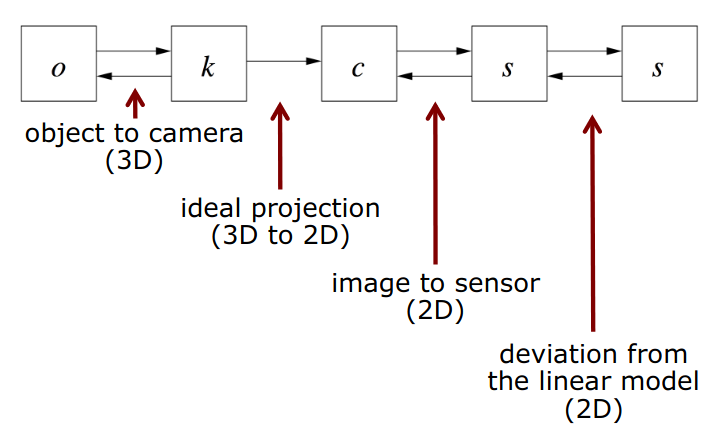 o k c s s
object to camera
(3D)
ideal projection
(3D to 2D)
image to sensor
(2D)
deviation from
the linear model
(2D)